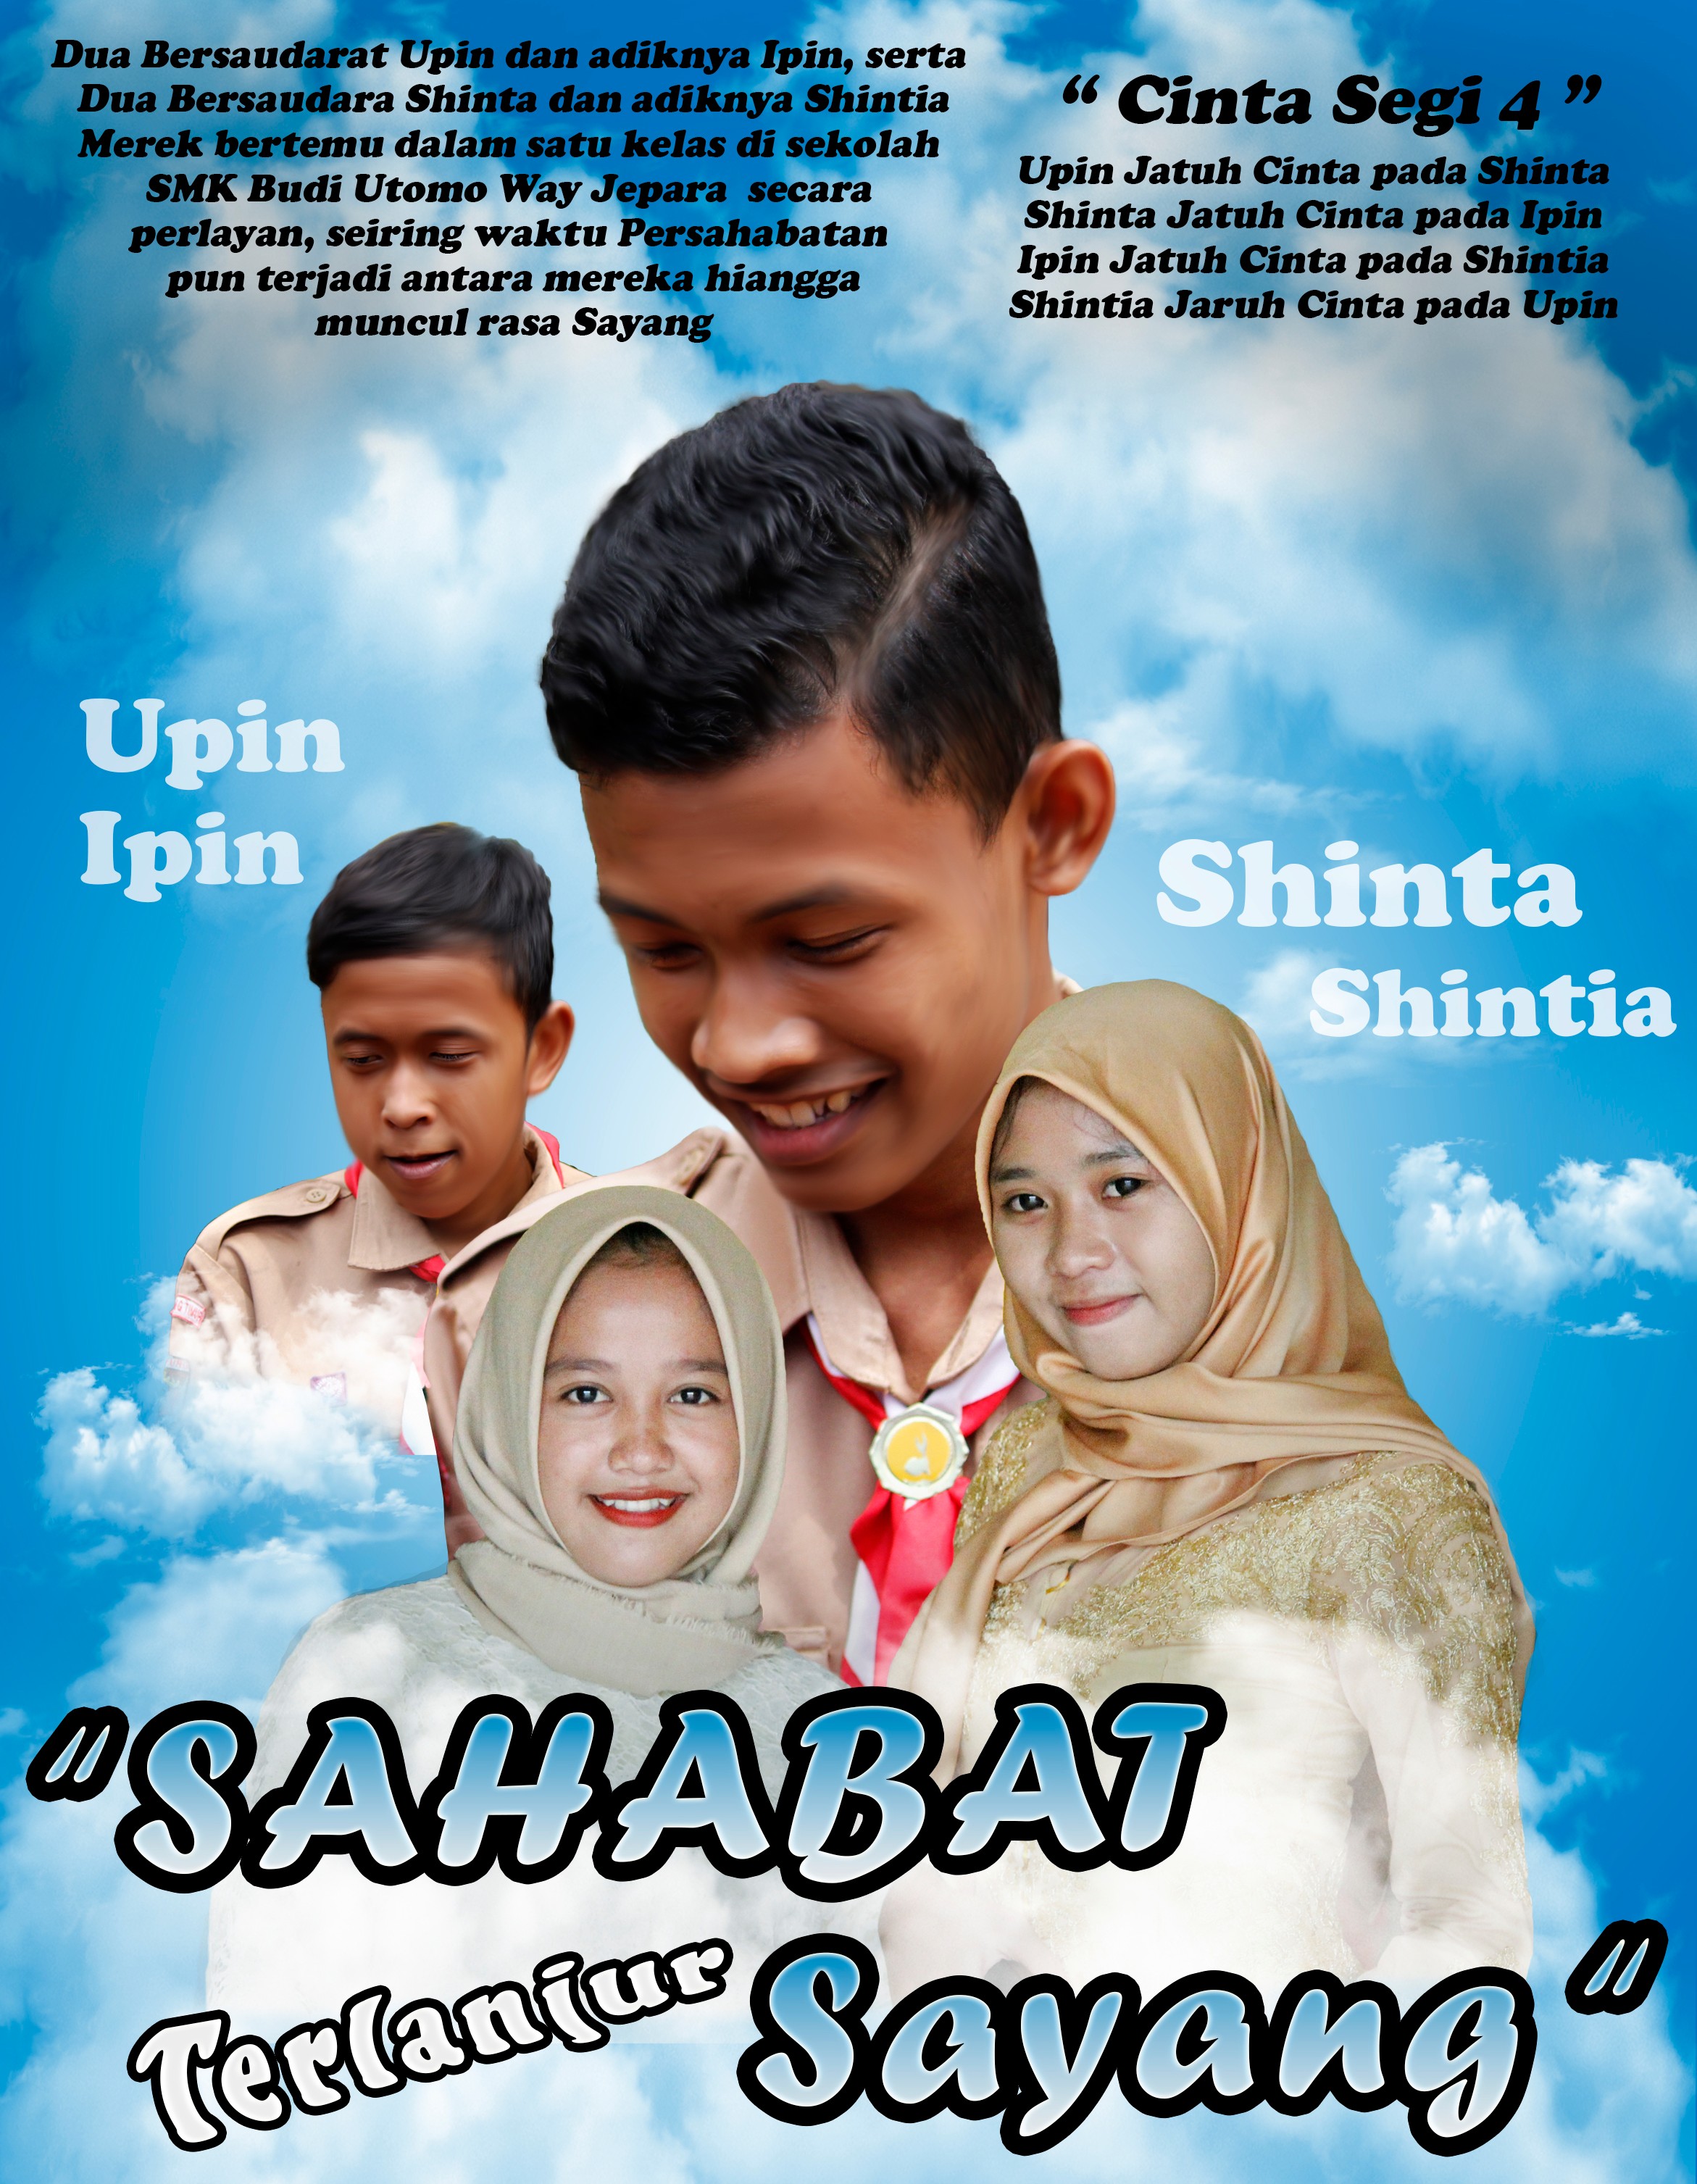 Dua Bersaudarat Upin dan adiknya Ipin, serta
Dua Bersaudara Shinta dan adiknya Shintia
Merek bertemu dalam satu kelas di sekolah
SMK Budi Utomo Way Jepara secara
perlayan, seiring waktu Persahabatan
pun terjadi antara mereka hiangga
muncul rasa Sayang
“ Cinta Segi 4 ”
Upin Jatuh Cinta pada Shinta
Shinta Jatuh Cinta pada Ipin
Ipin Jatuh Cinta pada Shintia
Shintia Jaruh Cinta pada Upin
Upin
Ipin
Shinta
Shintia
"SAHABAT
Terlanjur Sayang"